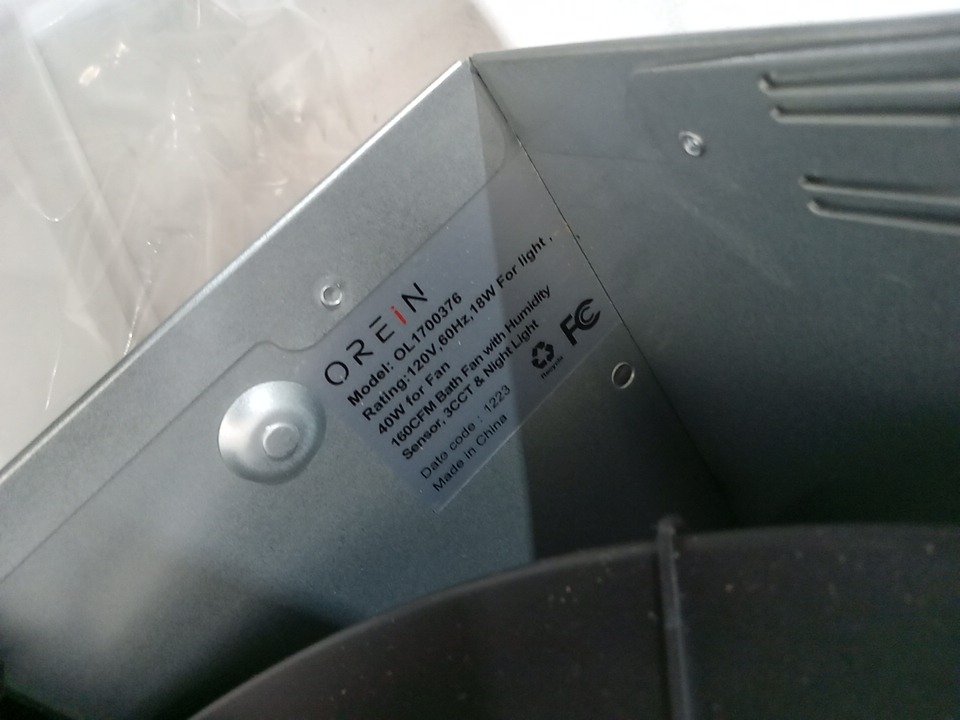 OREiN
Model: OL1700376
Rating:120V,60Hz,18W For light ,
40W for Fan
160CFM Bath Fan with Humidity
Sensor, 3CCT & Night Light
Date code : 1223
Made in China
FC
Recycle